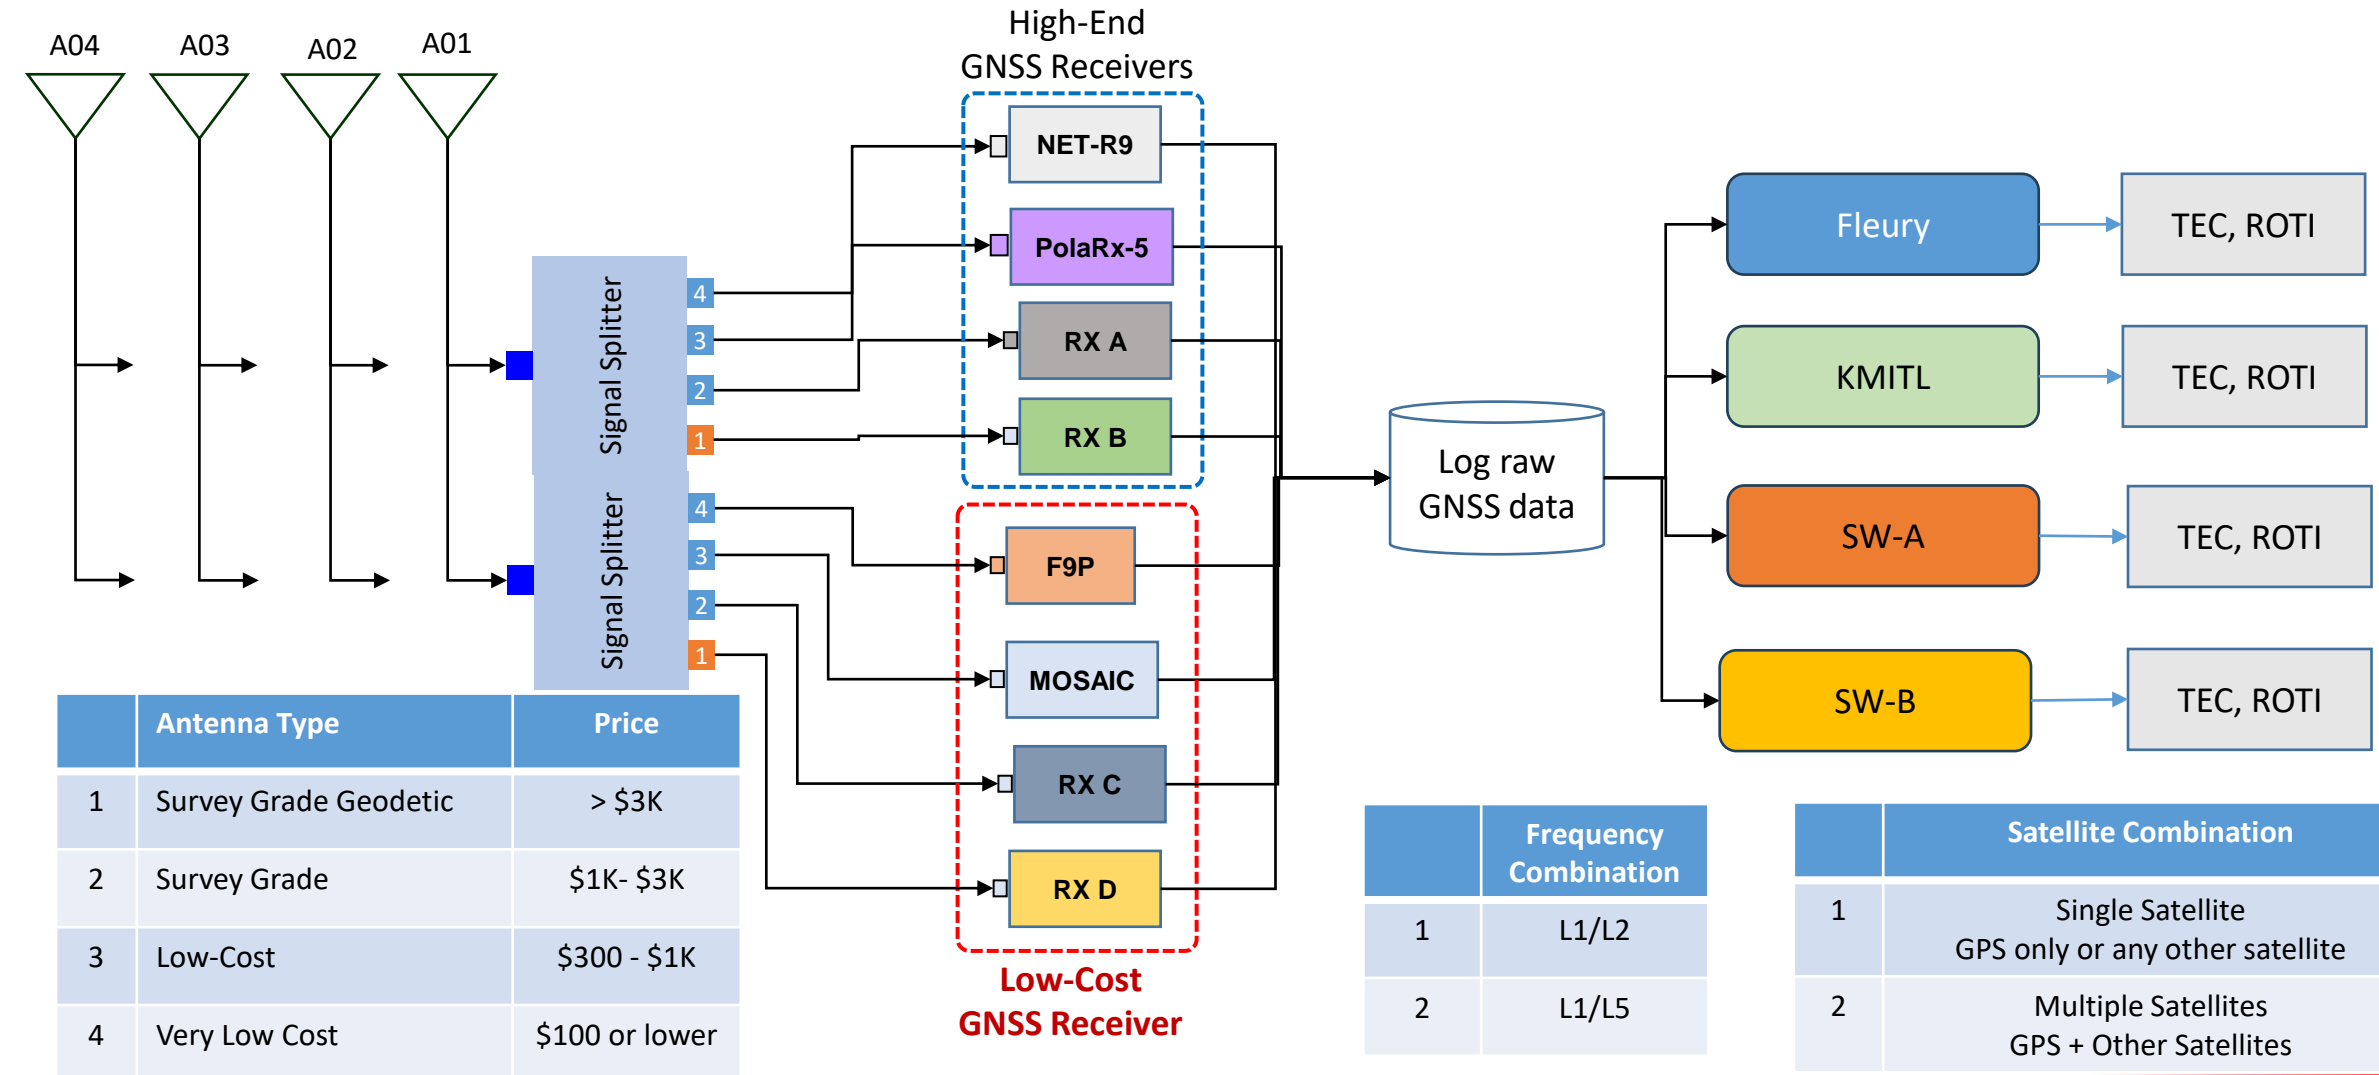 A04
A03
A02
A01
High-End
GNSS Receivers
Signal Splitter
4
3
2
1
Signal Splitter
4
3
2
1
NET-R9
PolaRx-5
RX A
RX B
F9P
MOSAIC
RX C
RX D
Low-Cost
GNSS Receiver
Log raw
GNSS data
Fleury
TEC, ROTI
KMITL
TEC, ROTI
SW-A
TEC, ROTI
SW-B
TEC, ROTI
Antenna Type Price
1 Survey Grade Geodetic > $3K
2 Survey Grade $1K- $3K
3 Low-Cost $300 - $1K
4 Very Low Cost $100 or lower
Frequency
Combination
1 L1/L2
2 L1/L5
Satellite Combination
1 Single Satellite
GPS only or any other satellite
2 Multiple Satellites
GPS + Other Satellites